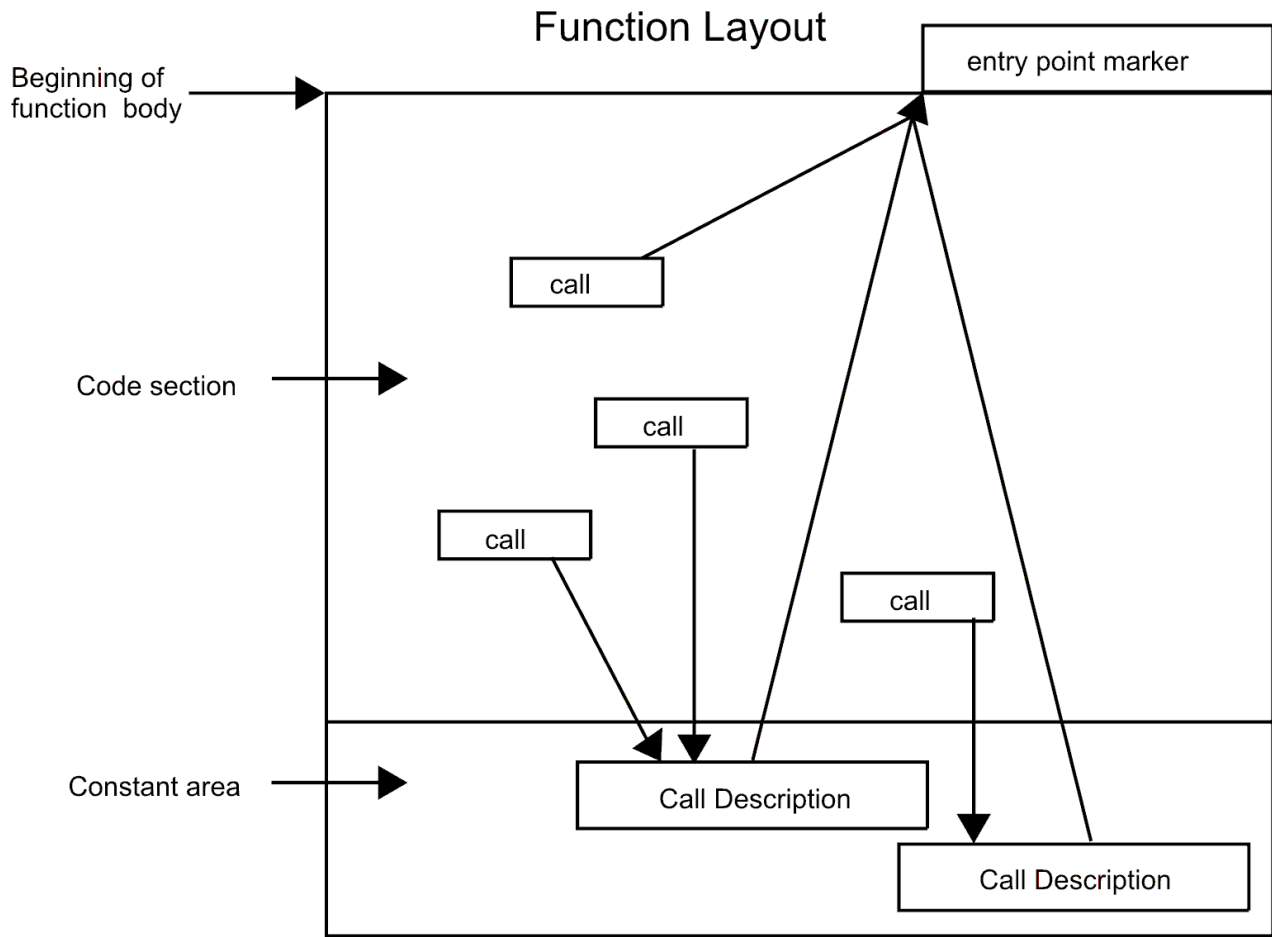 Function Layout
entry point marker
Beginning of
function body
call
Code section
call
call
call
Constant area
Call Description
Call Description